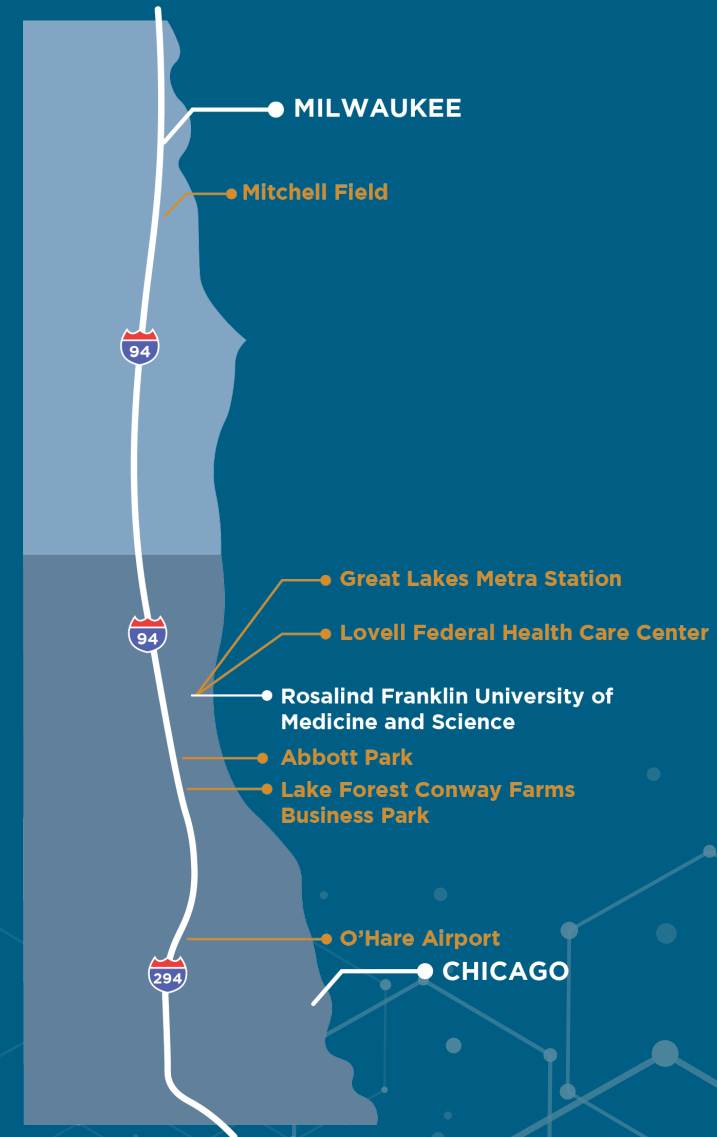 MILWAUKEE
Mitchell Field
94
Great Lakes Metra Station
94
Lovell Federal Health Care Center
Rosalind Franklin University of
Medicine and Science
Abbott Park
Lake Forest Conway Farms
Business Park
O’Hare Airport
294
CHICAGO